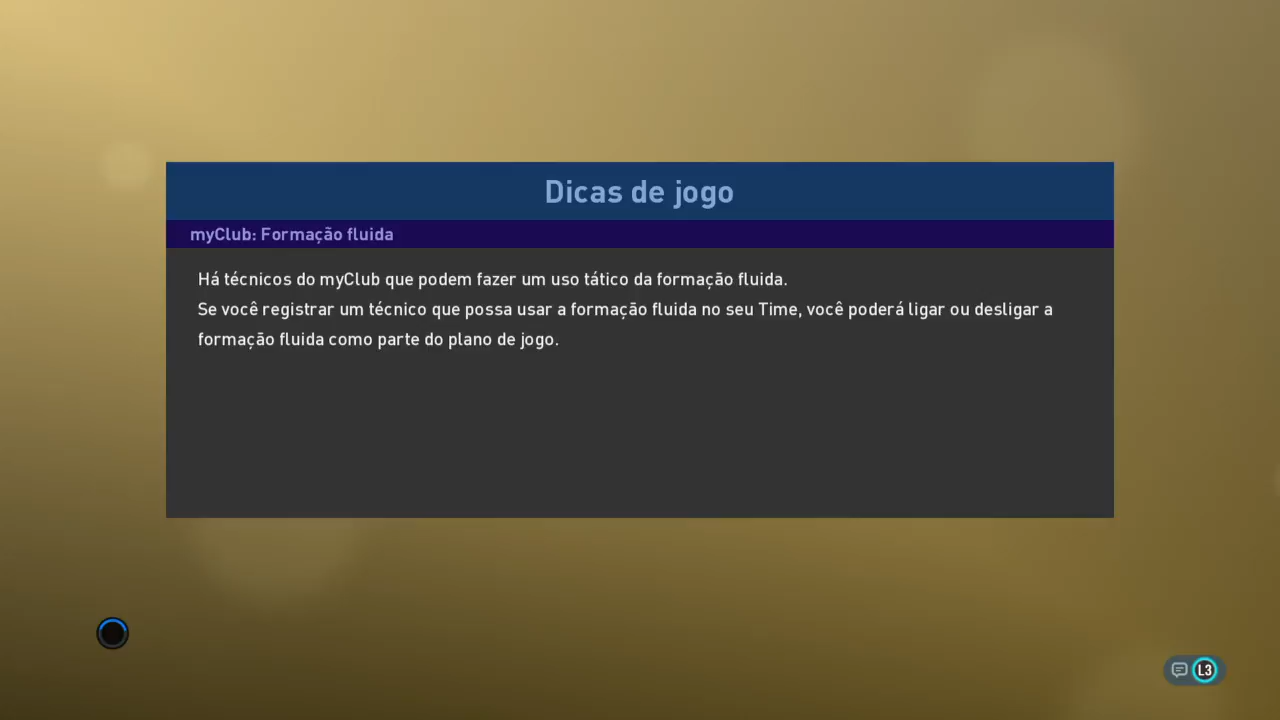 Dicas de jogo
myClub: Formação fluida
Há técnicos do myClub que podem fazer um uso tático da formação fluida.
Se você registrar um técnico que possa usar a formação fluida no seu Time, você poderá ligar ou desligar a
formação fluida como parte do plano de jogo.
L3